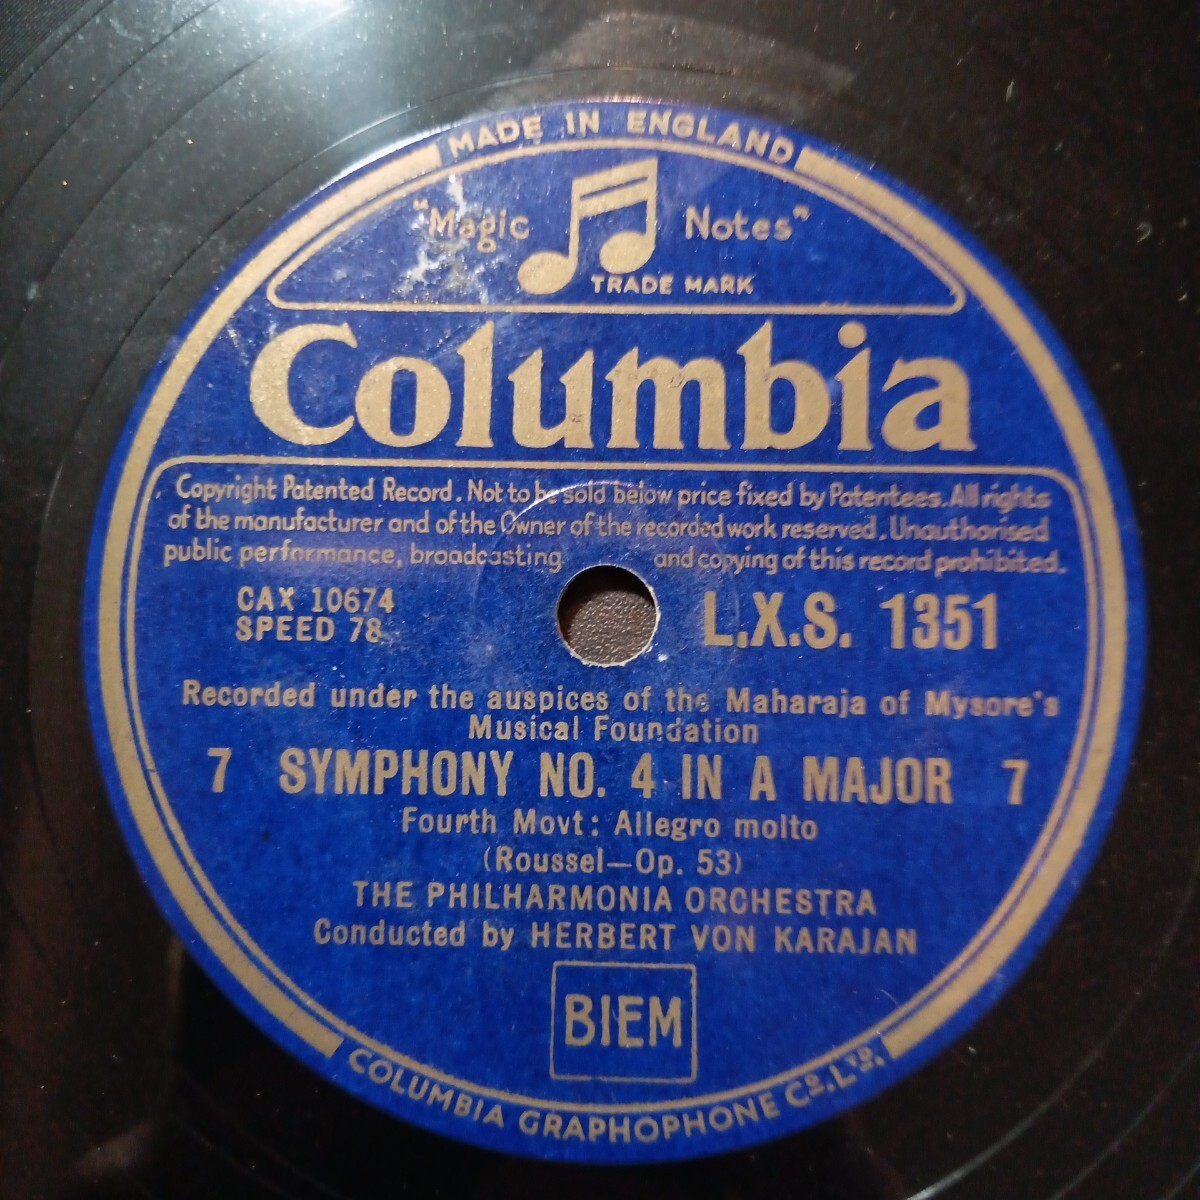 MADE IN ENGLAND
"Magic Notes"
TRADE MARK
Columbia
Copyright Patented Record. Not to be sold below price fixed by Patentees. All rights
of the manufacturer and of the Owner of the recorded work reserved. Unauthorised
public performance, broadcasting and copying of this record prohibited.
CAX 10674
SPEED 78
L.X.S. 1351
Recorded under the auspices of the Maharaja of Mysore's
Musical Foundation
7 SYMPHONY NO. 4 IN A MAJOR 7
Fourth Movt: Allegro molto
(Roussel—Op. 53)
THE PHILHARMONIA ORCHESTRA
Conducted by HERBERT VON KARAJAN
BIEM
COLUMBIA GRAPHOPHONE CO. LTD.